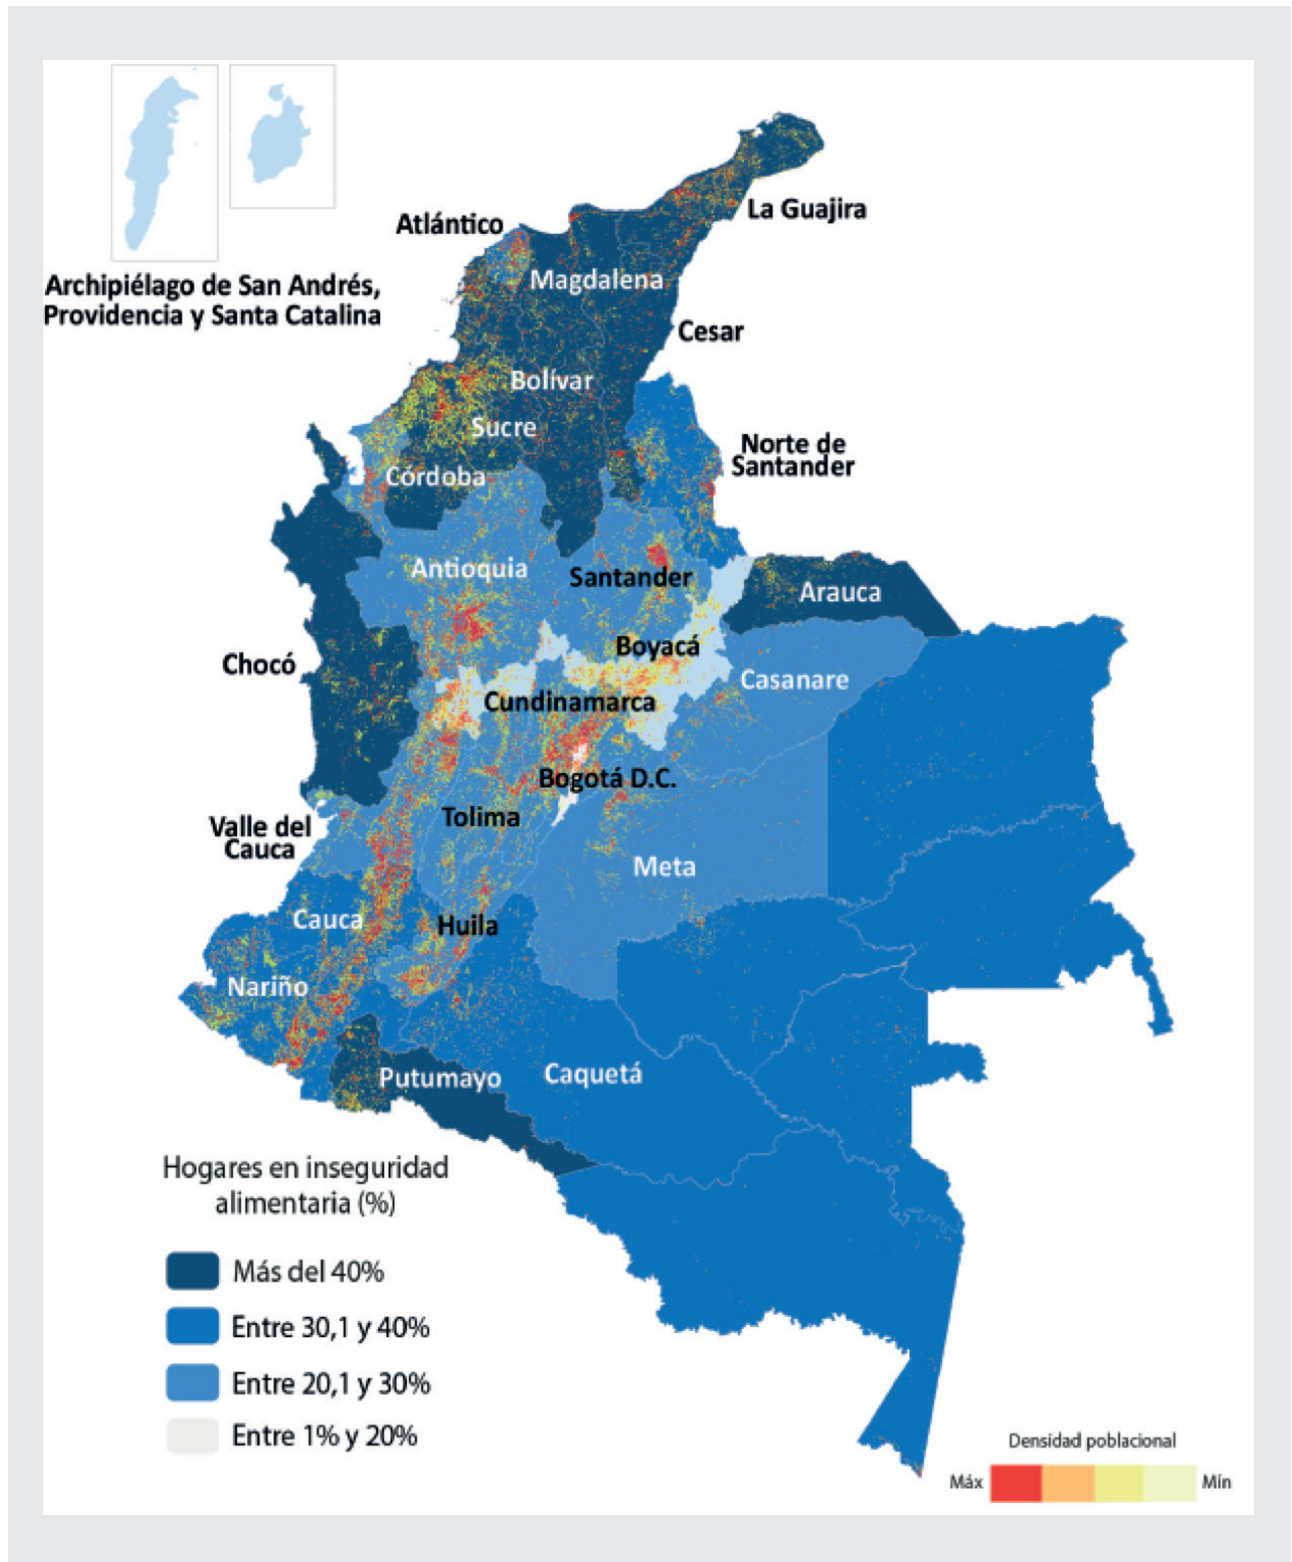 Archipiélago de San Andrés,
Providencia y Santa Catalina
Atlántico
La Guajira
Magdalena
Cesar
Bolívar
Sucre
Norte de
Santander
Córdoba
Antioquia
Santander
Arauca
Boyacá
Chocó
Casanare
Cundinamarca
Bogotá D.C.
Tolima
Valle del
Cauca
Meta
Cauca
Huila
Nariño
Putumayo
Caquetá
Hogares en inseguridad
alimentaria (%)
Más del 40%
Entre 30,1 y 40%
Entre 20,1 y 30%
Entre 1% y 20%
Densidad poblacional
Máx
Mín